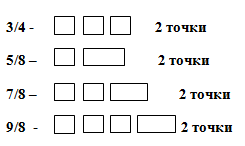 3/4 - 2 точки
5/8 – 2 точки
7/8 – 2 точки
9/8 - 2 точки